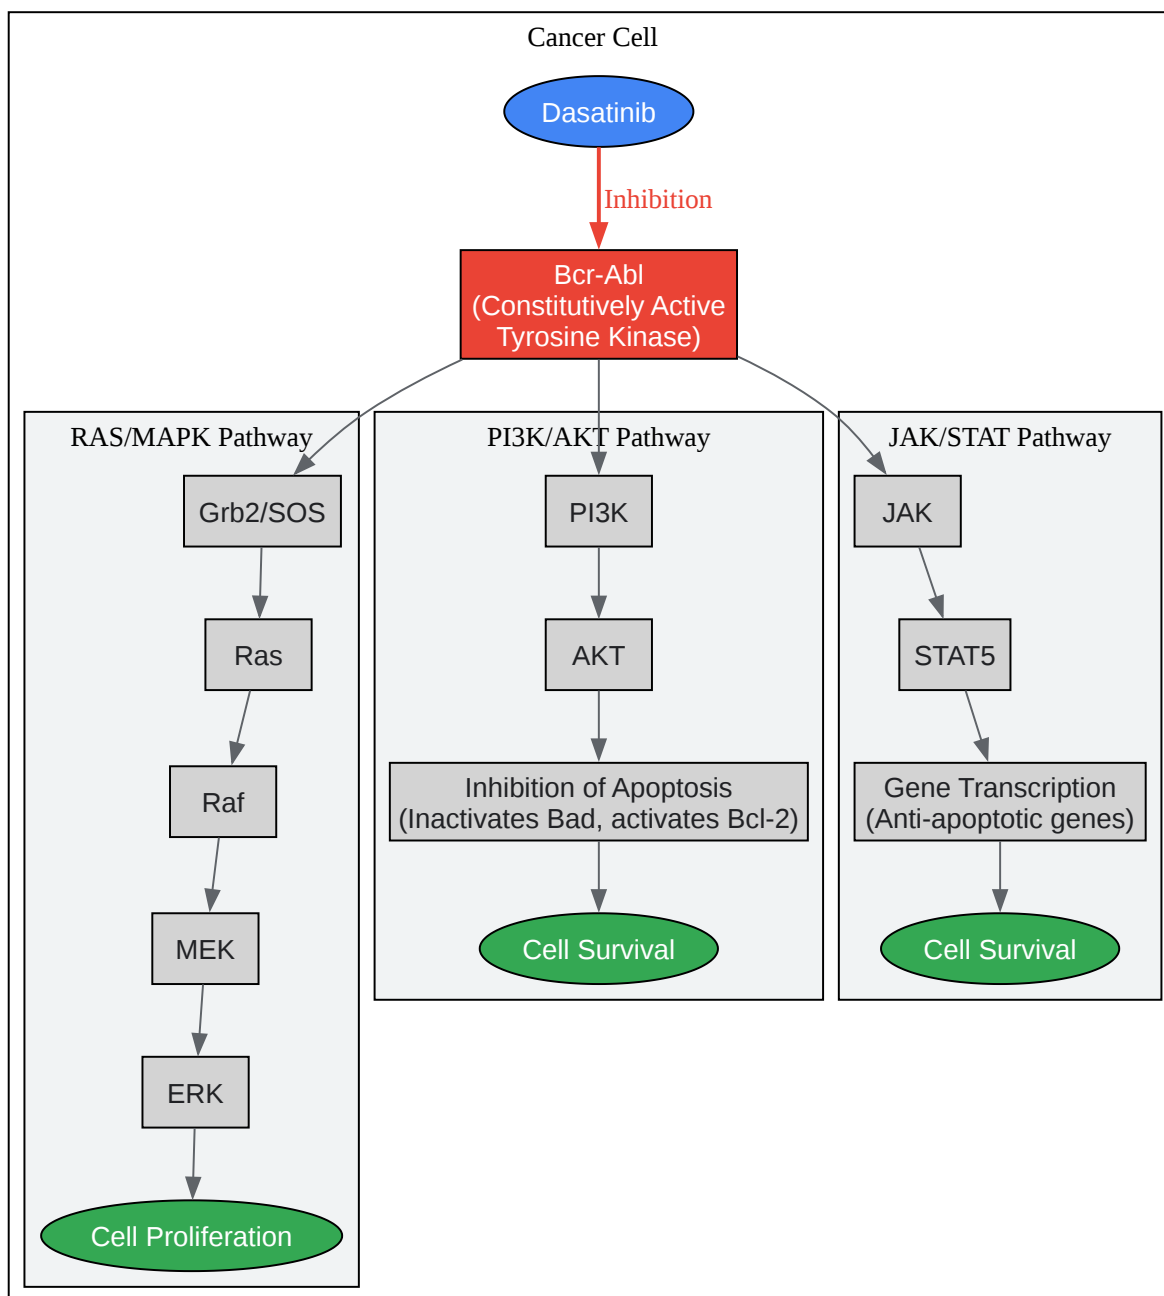 Cancer Cell
Dasatinib
Inhibition
Bcr-Abl
(Constitutively Active
Tyrosine Kinase)
RAS/MAPK Pathway
Grb2/SOS
Ras
Raf
MEK
ERK
Cell Proliferation
PI3K/AKT Pathway
PI3K
AKT
Inhibition of Apoptosis
(Inactivates Bad, activates Bcl-2)
Cell Survival
JAK/STAT Pathway
JAK
STAT5
Gene Transcription
(Anti-apoptotic genes)
Cell Survival